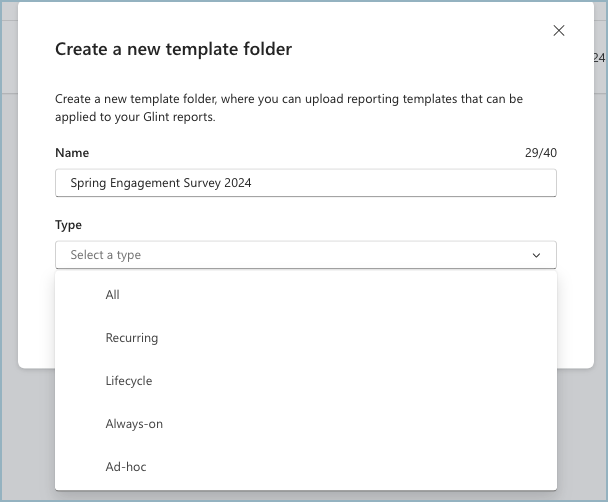 Create a new template folder
24
Create a new template folder, where you can upload reporting templates that can be
applied to your Glint reports.
Name 29/40
Spring Engagement Survey 2024
Type
Select a type
All
Recurring
Lifecycle
Always-on
Ad-hoc